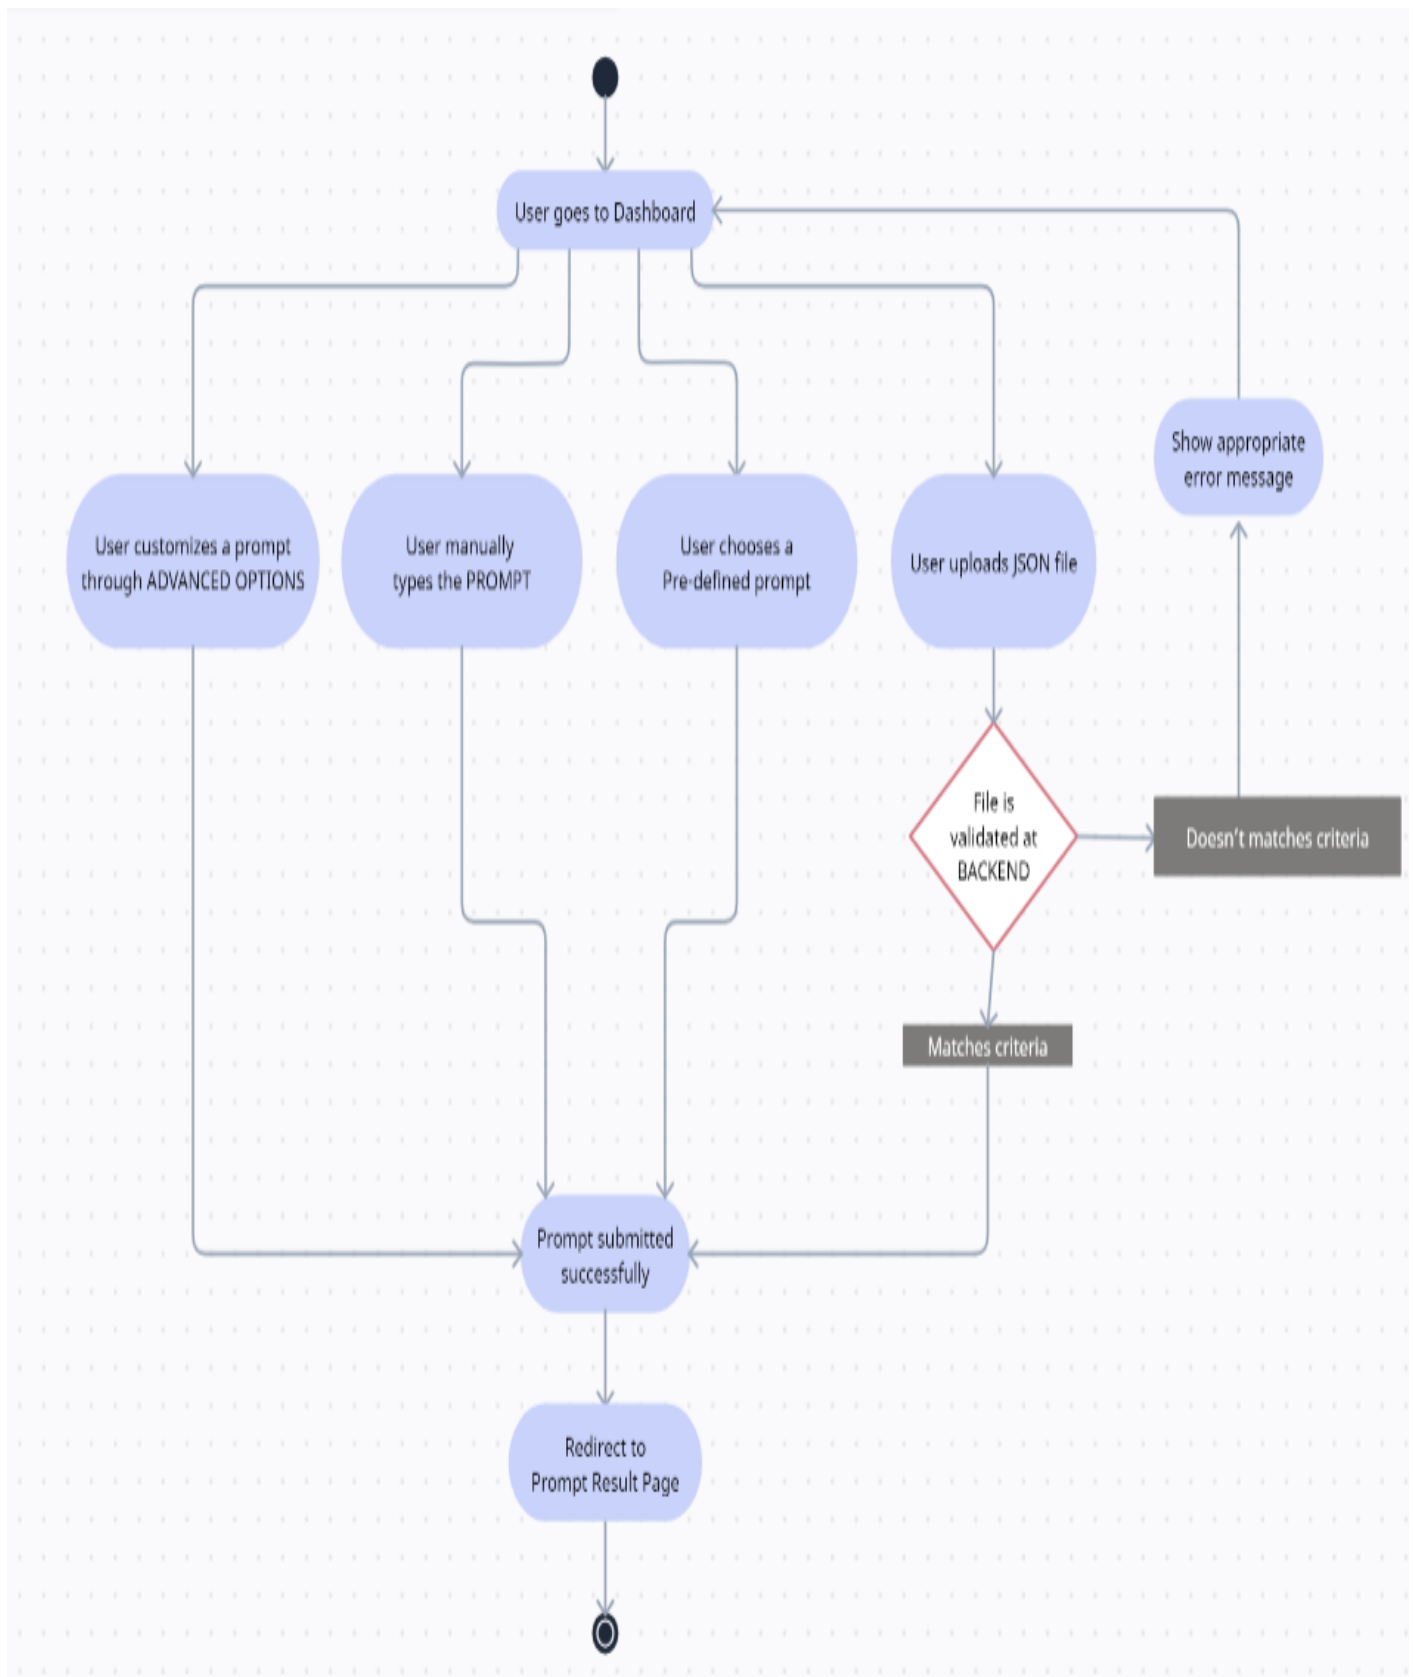 User goes to Dashboard
Show appropriate
error message
User customizes a prompt
through ADVANCED OPTIONS
User manually
types the PROMPT
User chooses a
Pre-defined prompt
User uploads JSON file
File is
validated at
BACKEND
Doesn't matches criteria
Matches criteria
Prompt submitted
successfully
Redirect to
Prompt Result Page